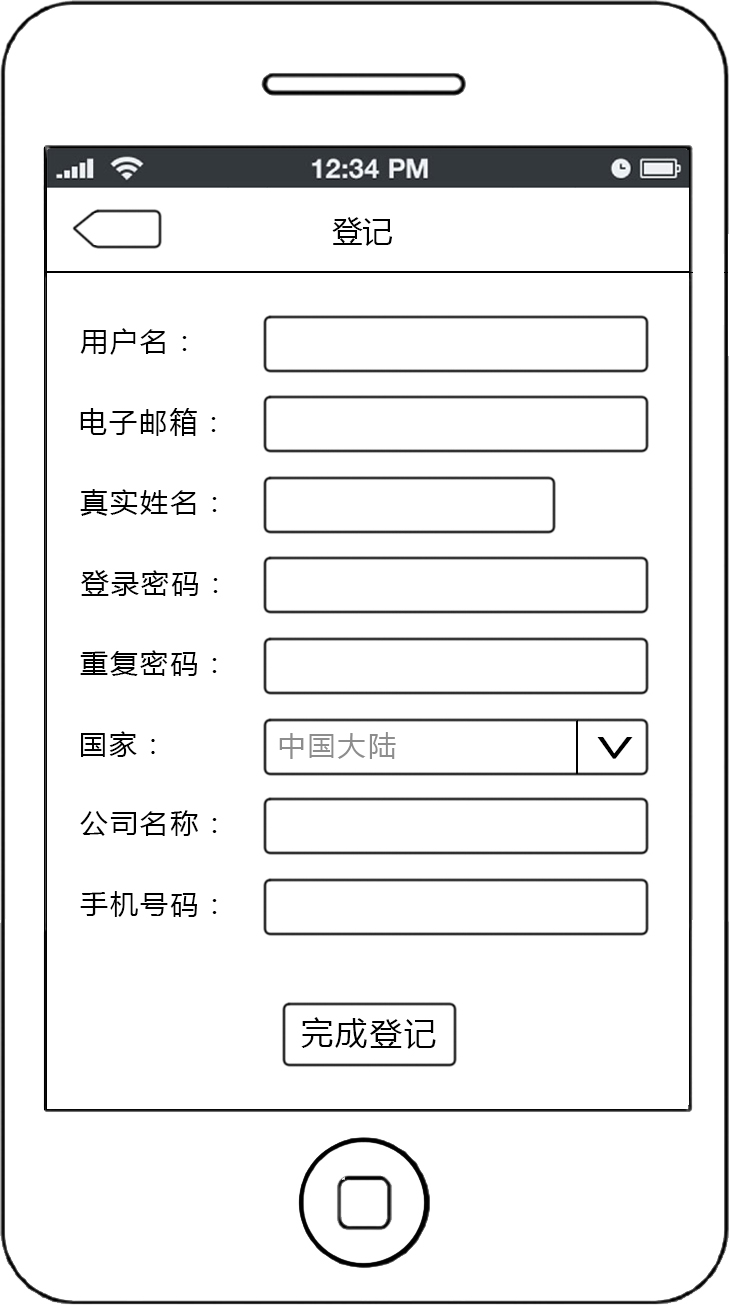 12:34 PM
登记
用户名：
电子邮箱：
真实姓名：
登录密码：
重复密码：
国家：
中国大陆
公司名称：
手机号码：
完成登记